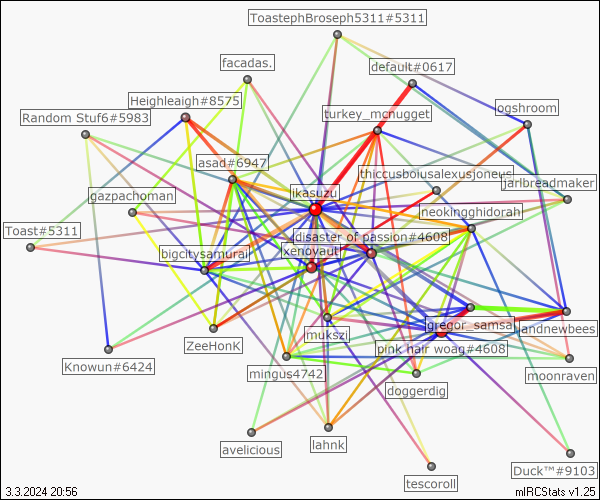 ToastephBroseph5311#5311
facadas.
default#0617
Heighleaigh#8575
ogshroom
Random Stuf6#5983
turkey_mcnugget
asad#6947
thiccusboiusalexusjoneus
jarlbreadmaker
gazpachoman
ikasuzu
neokingghidorah
Toast#5311
disaster of passion#4608
bigcitysamurai
xenovaut
gregor_samsa
andnewbees
ZeeHonK
mukszi
pink hair woag#4608
Knowun#6424
mingus4742
moonraven
doggerdig
avelicious
lahnk
tescoroll
Duck™#9103
3.3.2024 20:56
mIRCStats v1.25